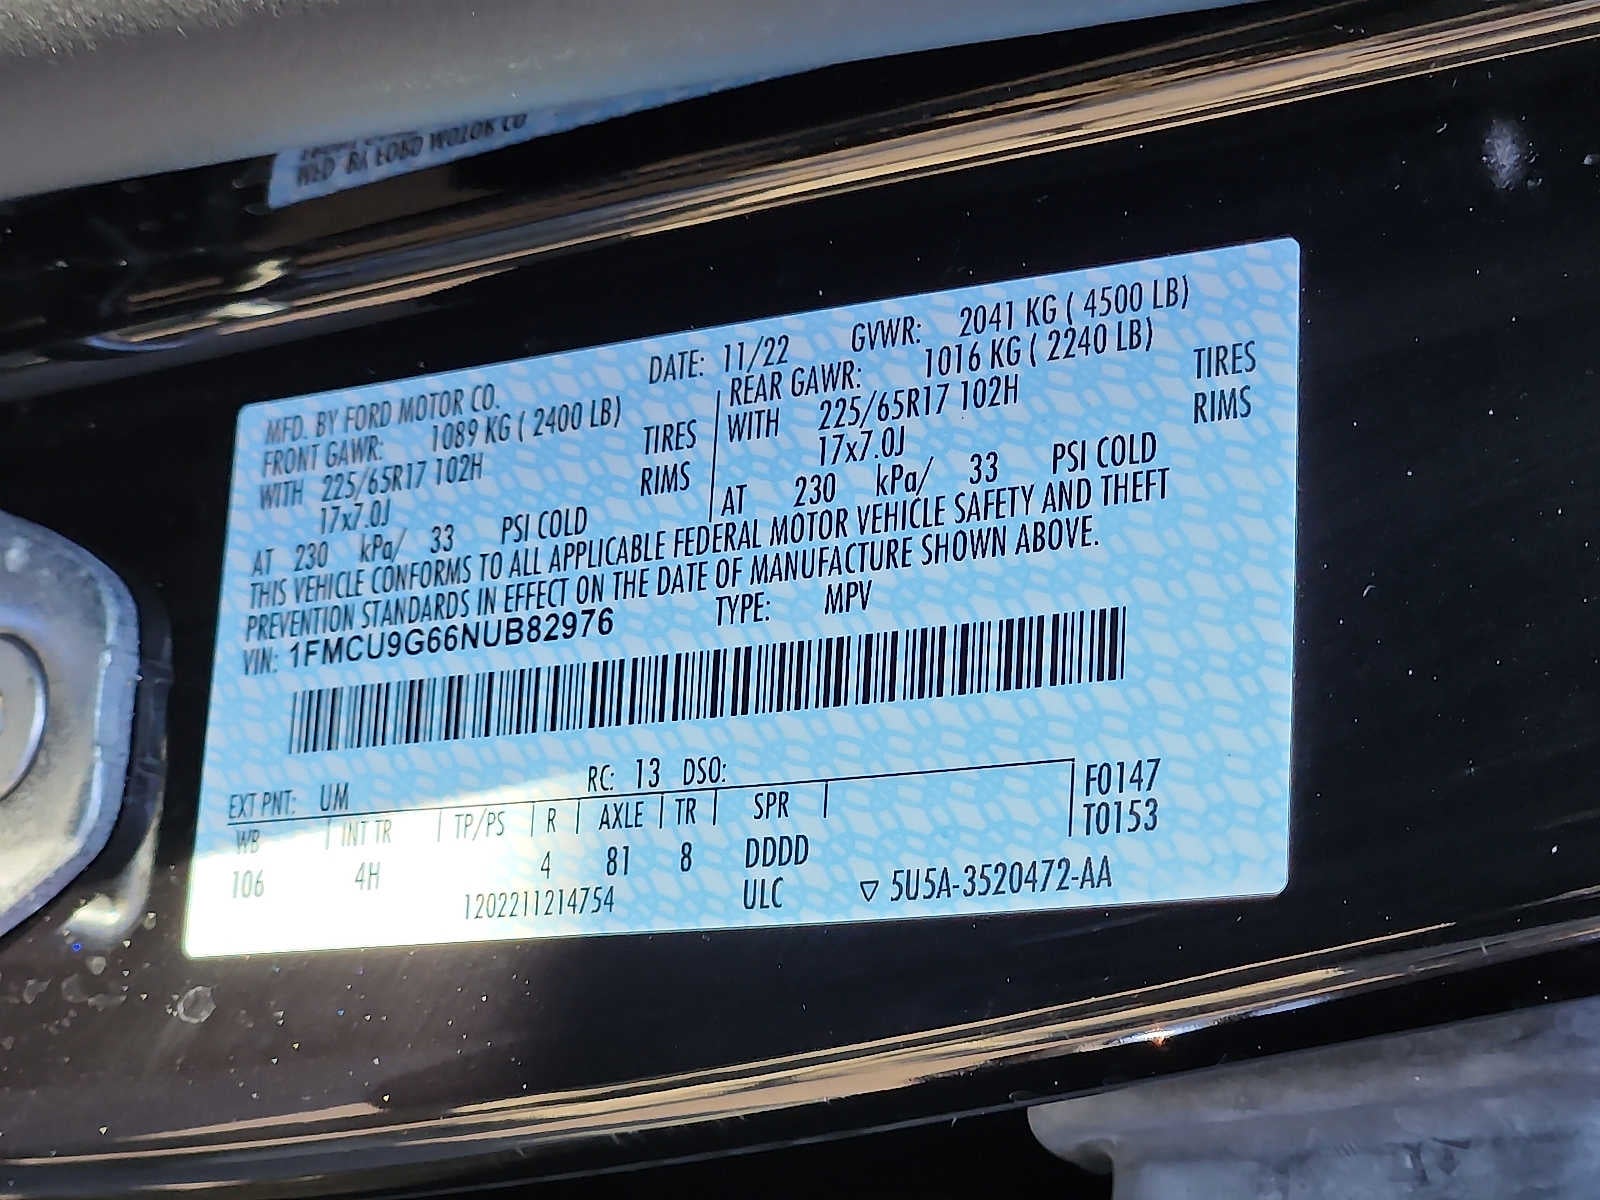 MFD. BY FORD MOTOR CO. DATE: 11/22 GVWR: 2041 KG ( 4500 LB)
FRONT GAWR: 1089 KG ( 2400 LB) REAR GAWR: 1016 KG ( 2240 LB)
WITH 225/65R17 102H TIRES WITH 225/65R17 102H TIRES
17x7.0J RIMS 17x7.0J RIMS
AT 230 kPa/ 33 PSI COLD AT 230 kPa/ 33 PSI COLD
THIS VEHICLE CONFORMS TO ALL APPLICABLE FEDERAL MOTOR VEHICLE SAFETY AND THEFT
PREVENTION STANDARDS IN EFFECT ON THE DATE OF MANUFACTURE SHOWN ABOVE.
VIN: 1FMCU9G66NUB82976 TYPE: MPV
EXT PNT: UM RC: 13 DSO: F0147
WB INT TR TP/PS R AXLE TR SPR T0153
106 4H 4 81 8 DDDD
1202211214754 ULC ▽ 5U5A-3520472-AA